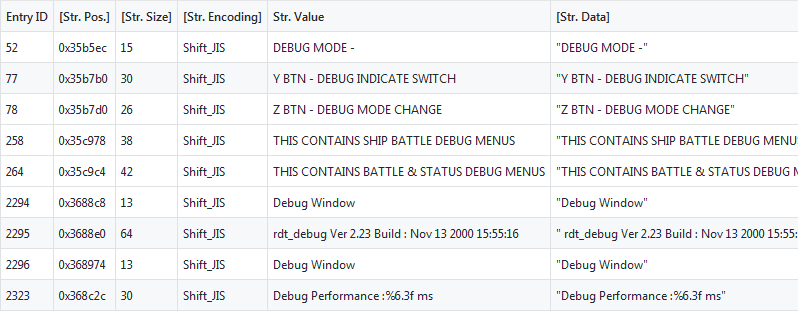 Entry ID [Str. Pos.] [Str. Size] [Str. Encoding] Str. Value [Str. Data]
52 0x35b5ec 15 Shift_JIS DEBUG MODE - "DEBUG MODE -"
77 0x35b7b0 30 Shift_JIS Y BTN - DEBUG INDICATE SWITCH "Y BTN - DEBUG INDICATE SWITCH"
78 0x35b7d0 26 Shift_JIS Z BTN - DEBUG MODE CHANGE "Z BTN - DEBUG MODE CHANGE"
258 0x35c978 38 Shift_JIS THIS CONTAINS SHIP BATTLE DEBUG MENUS "THIS CONTAINS SHIP BATTLE DEBUG MENU
264 0x35c9c4 42 Shift_JIS THIS CONTAINS BATTLE & STATUS DEBUG MENUS "THIS CONTAINS BATTLE & STATUS DEBUG
2294 0x3688c8 13 Shift_JIS Debug Window "Debug Window"
2295 0x3688e0 64 Shift_JIS rdt_debug Ver 2.23 Build : Nov 13 2000 15:55:16 " rdt_debug Ver 2.23 Build : Nov 13 2000 15:55:
2296 0x368974 13 Shift_JIS Debug Window "Debug Window"
2323 0x368c2c 30 Shift_JIS Debug Performance :%6.3f ms "Debug Performance :%6.3f ms"